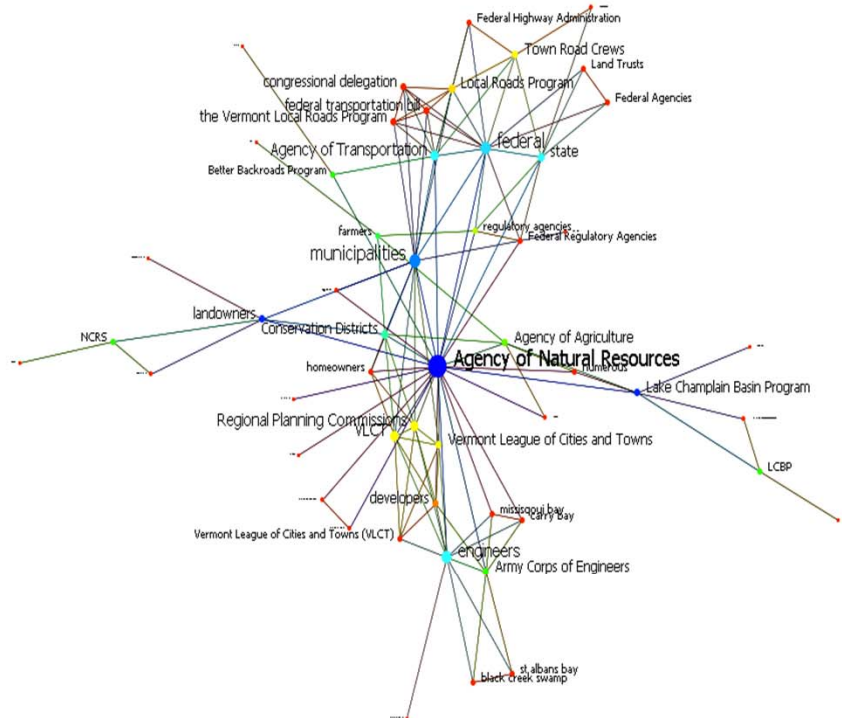 Federal Highway Administration
Town Road Crews
Land Trusts
congressional delegation
Local Roads Program
Federal Agencies
federal transportation bill
the Vermont Local Roads Program
federal
Agency of Transportation
state
Better Backroads Program
farmers
regulatory agencies
Federal Regulatory Agencies
municipalities
landowners
Conservation Districts
NCRS
Agency of Agriculture
Agency of Natural Resources
homeowners
numerous
Lake Champlain Basin Program
Regional Planning Commissions
VLCT
Vermont League of Cities and Towns
LCBP
developers
missisqoui bay
carry bay
Vermont League of Cities and Towns (VLCT)
engineers
Army Corps of Engineers
st.albans bay
black creek swamp